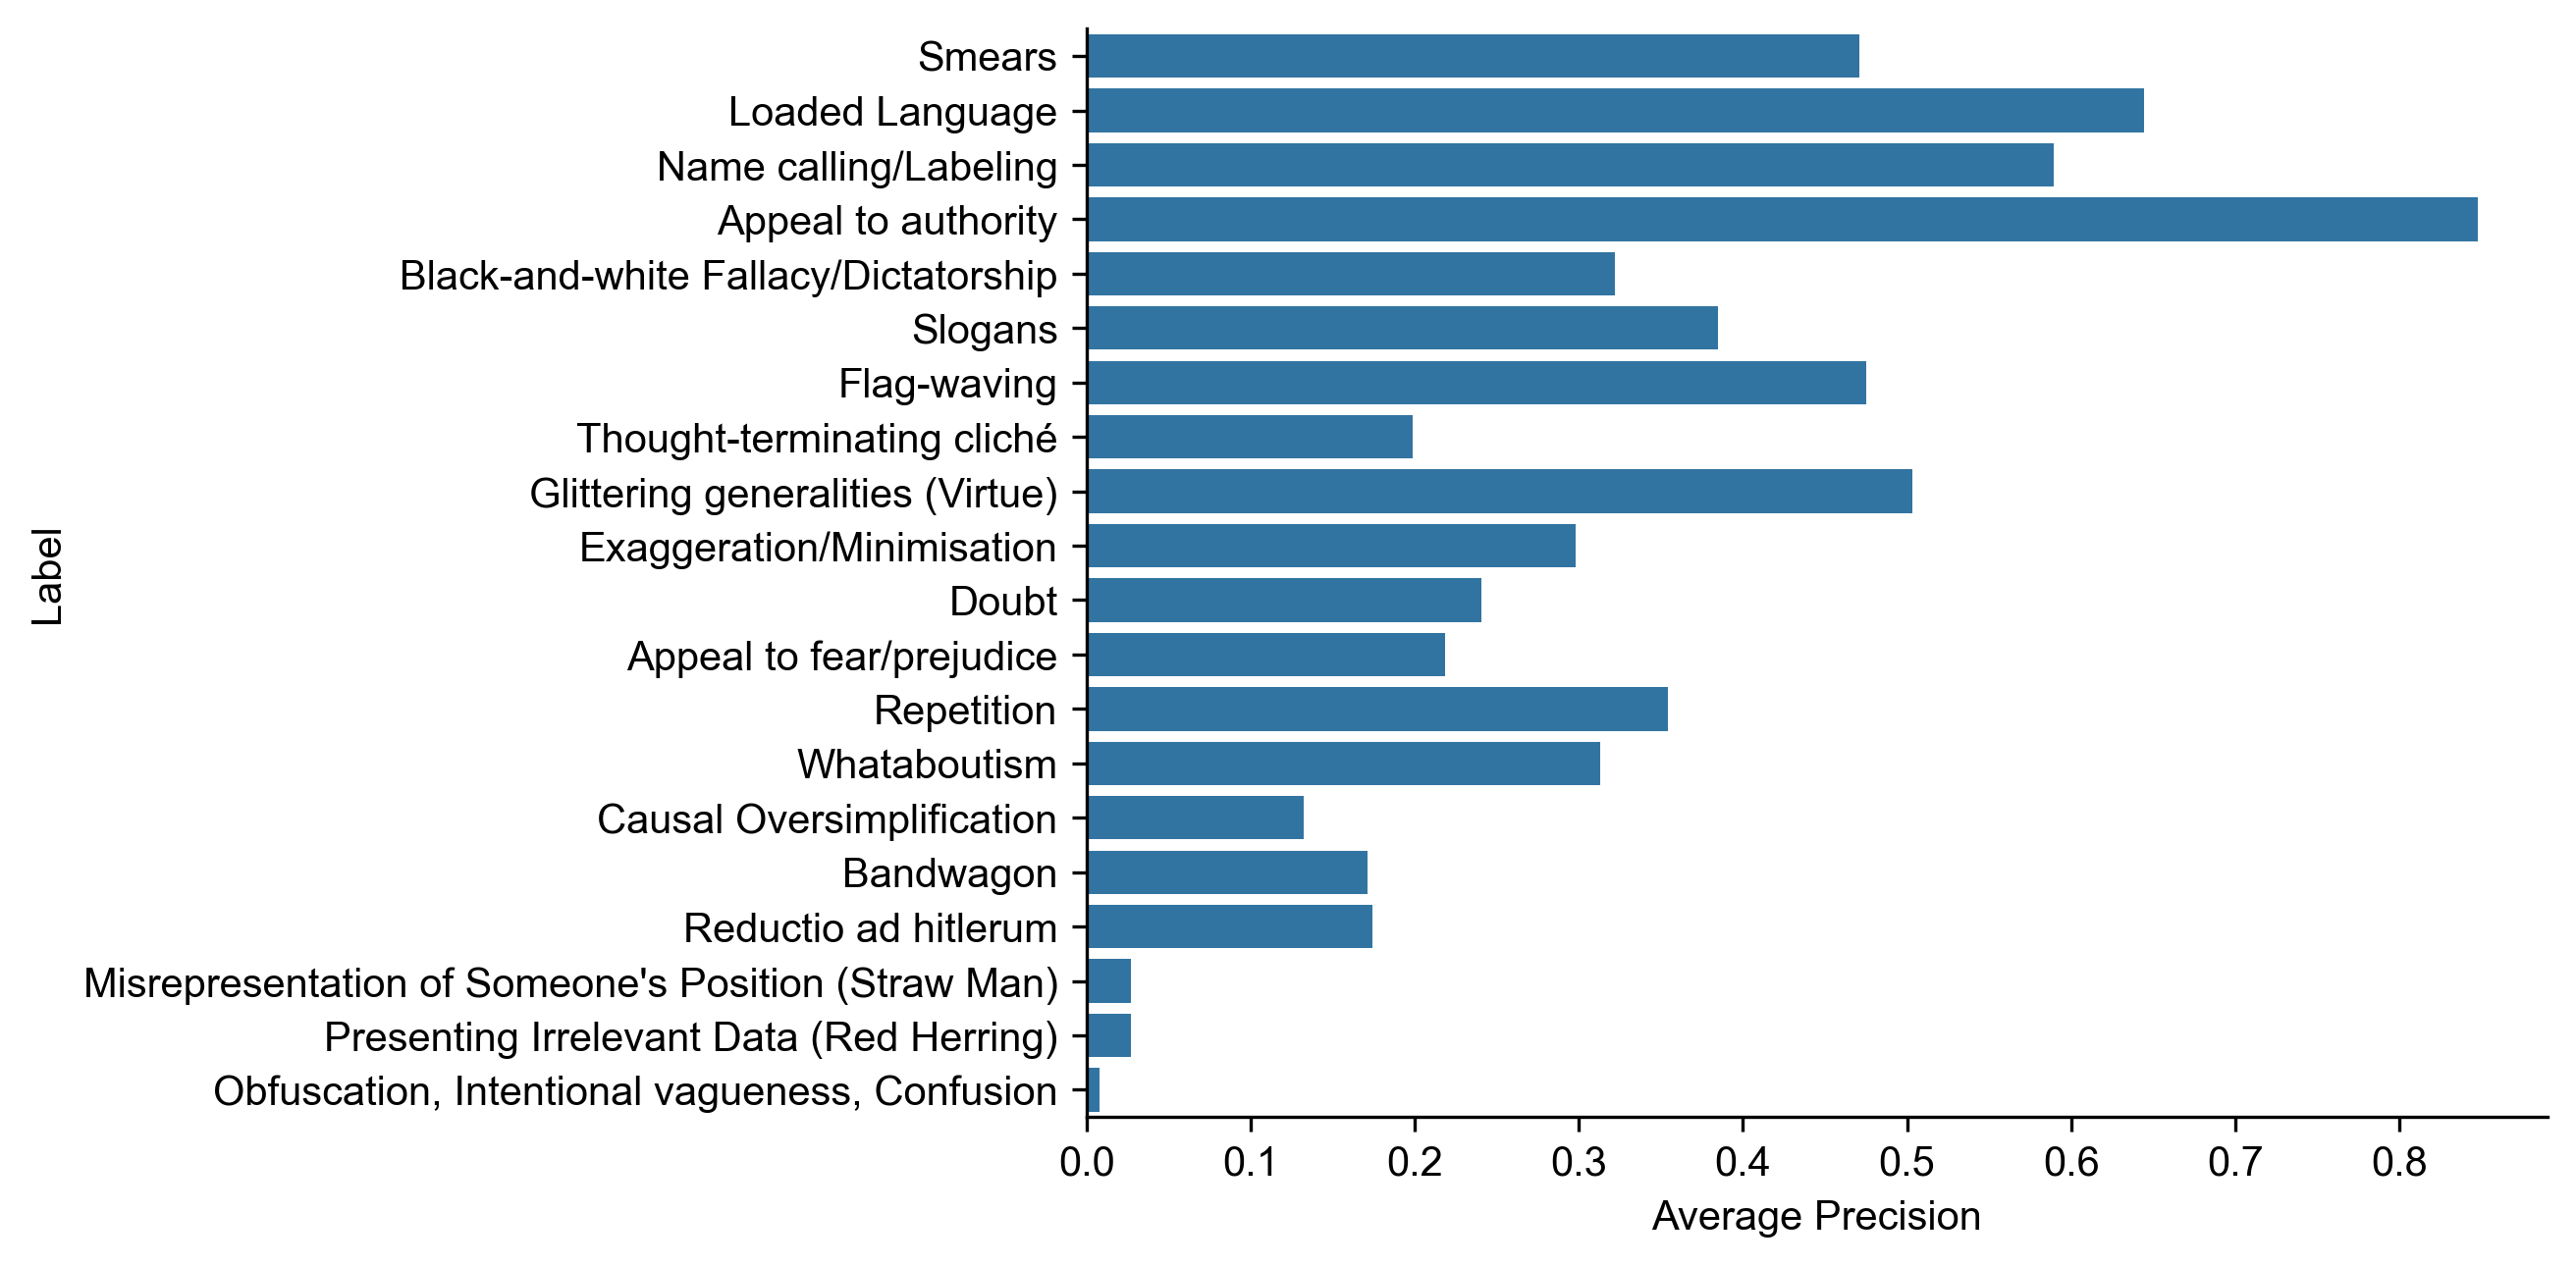 Smears
Loaded Language
Name calling/Labeling
Appeal to authority
Black-and-white Fallacy/Dictatorship
Slogans
Flag-waving
Thought-terminating cliché
Glittering generalities (Virtue)
Exaggeration/Minimisation
Doubt
Appeal to fear/prejudice
Repetition
Whataboutism
Causal Oversimplification
Bandwagon
Reductio ad hitlerum
Misrepresentation of Someone's Position (Straw Man)
Presenting Irrelevant Data (Red Herring)
Obfuscation, Intentional vagueness, Confusion
Label
0.0 0.1 0.2 0.3 0.4 0.5 0.6 0.7 0.8
Average Precision